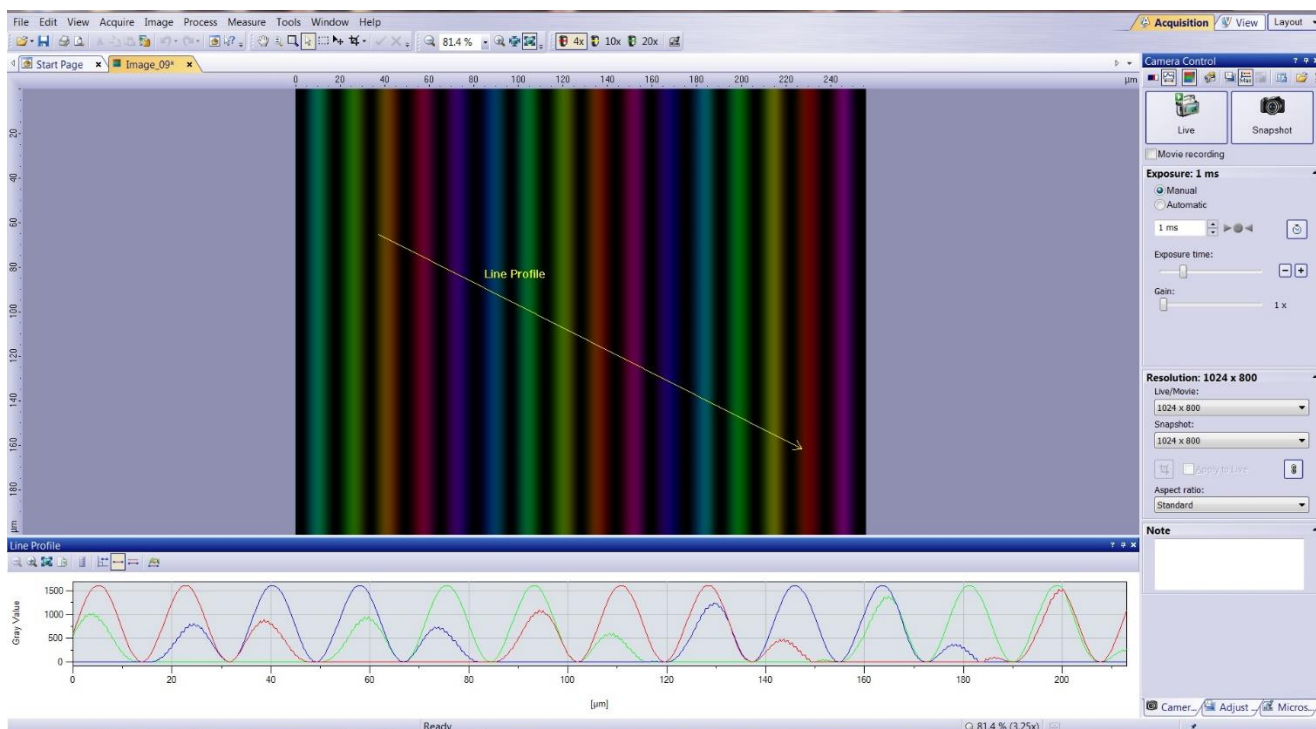 File Edit View Acquire Image Process Measure Tools Window Help
Acquisition View Layout
81.4 % 4x 10x 20x
Start Page Image_09*
0 20 40 60 80 100 120 140 160 180 200 220 240 µm
20
40
60
80
100
120
140
160
180
µm
Line Profile
Camera Control
Live Snapshot
Movie recording
Exposure: 1 ms
Manual
Automatic
1 ms
Exposure time:
Gain:
1 x
Resolution: 1024 x 800
Live/Movie:
1024 x 800
Snapshot:
1024 x 800
Apply to Live
Aspect ratio:
Standard
Note
Line Profile
Gray Value
1500
1000
500
0
0 20 40 60 80 100 120 140 160 180 200
[µm]
Camer... Adjust ... Micros...
Ready 81.4 % (3.25x)